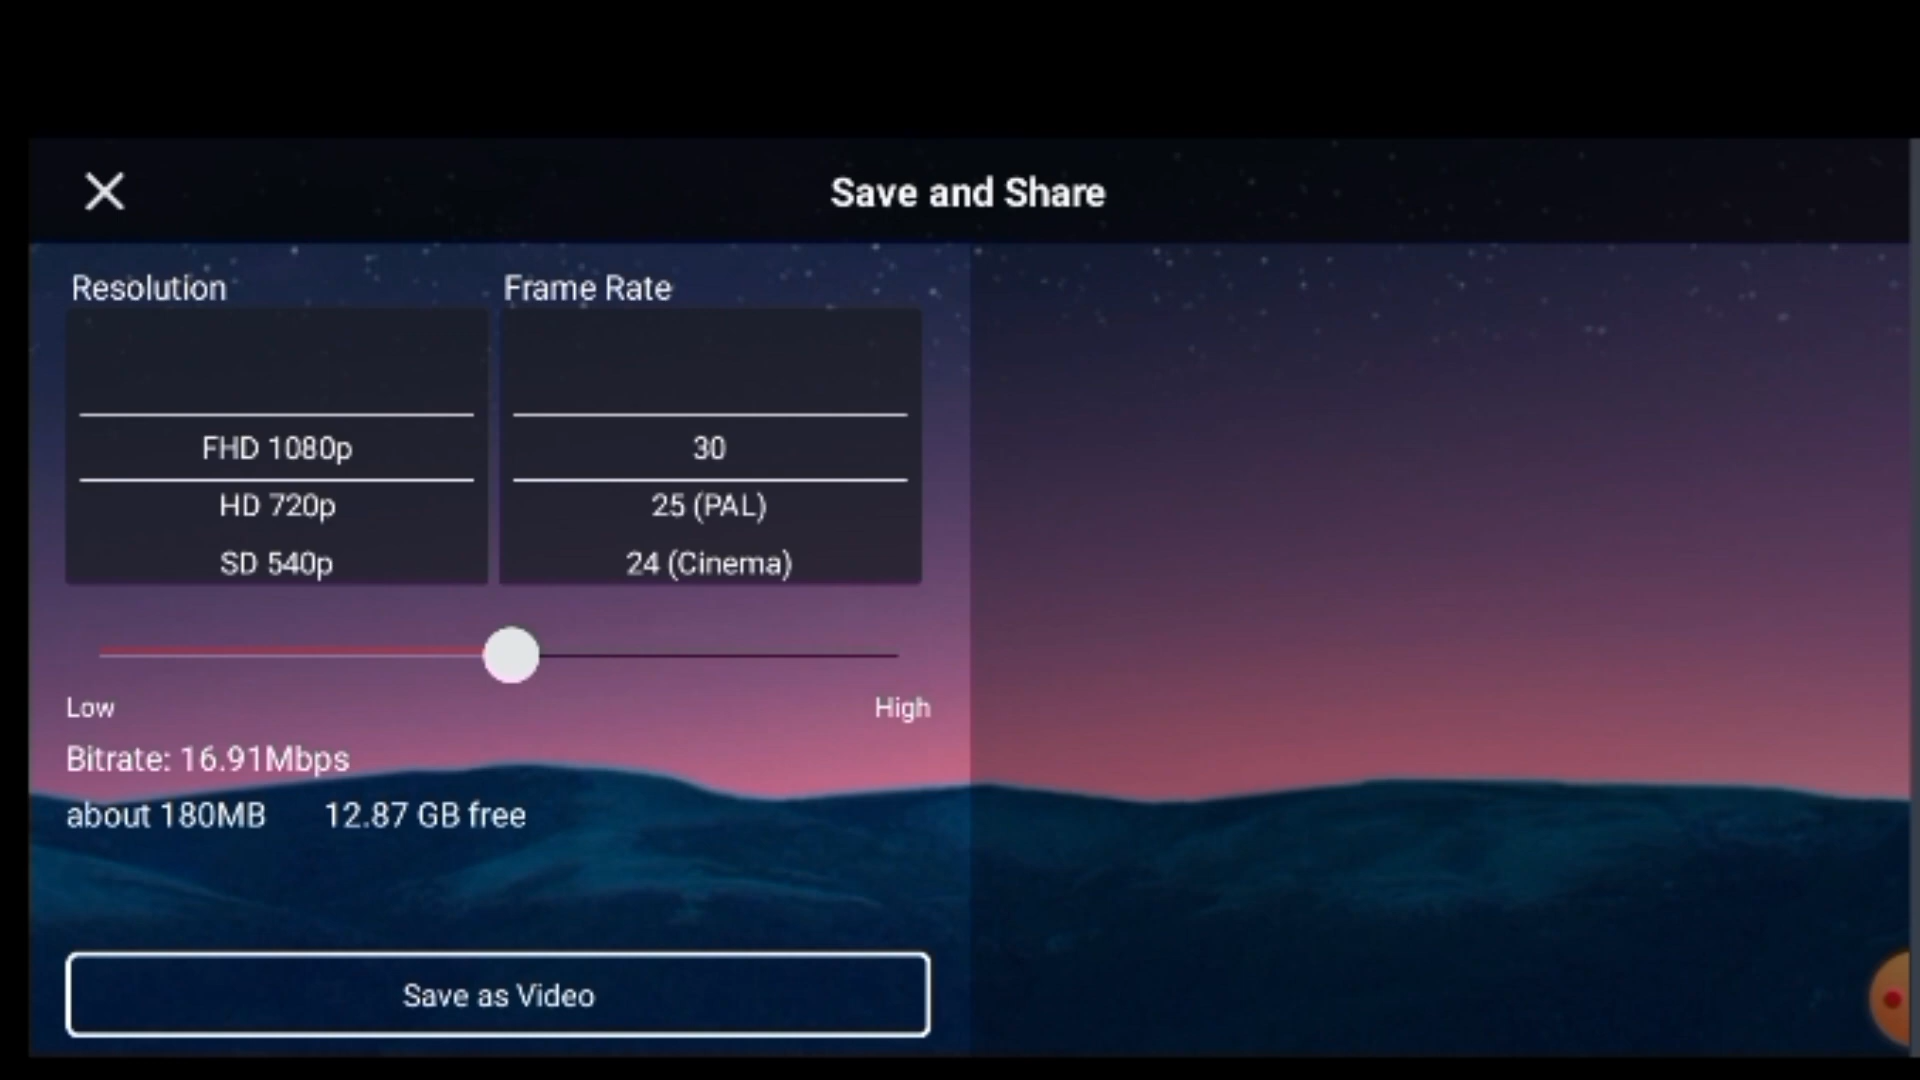 Save and Share
Resolution
Frame Rate
FHD 1080p
30
HD 720p
25 (PAL)
SD 540p
24 (Cinema)
Low
High
Bitrate: 16.91Mbps
about 180MB 12.87 GB free
Save as Video